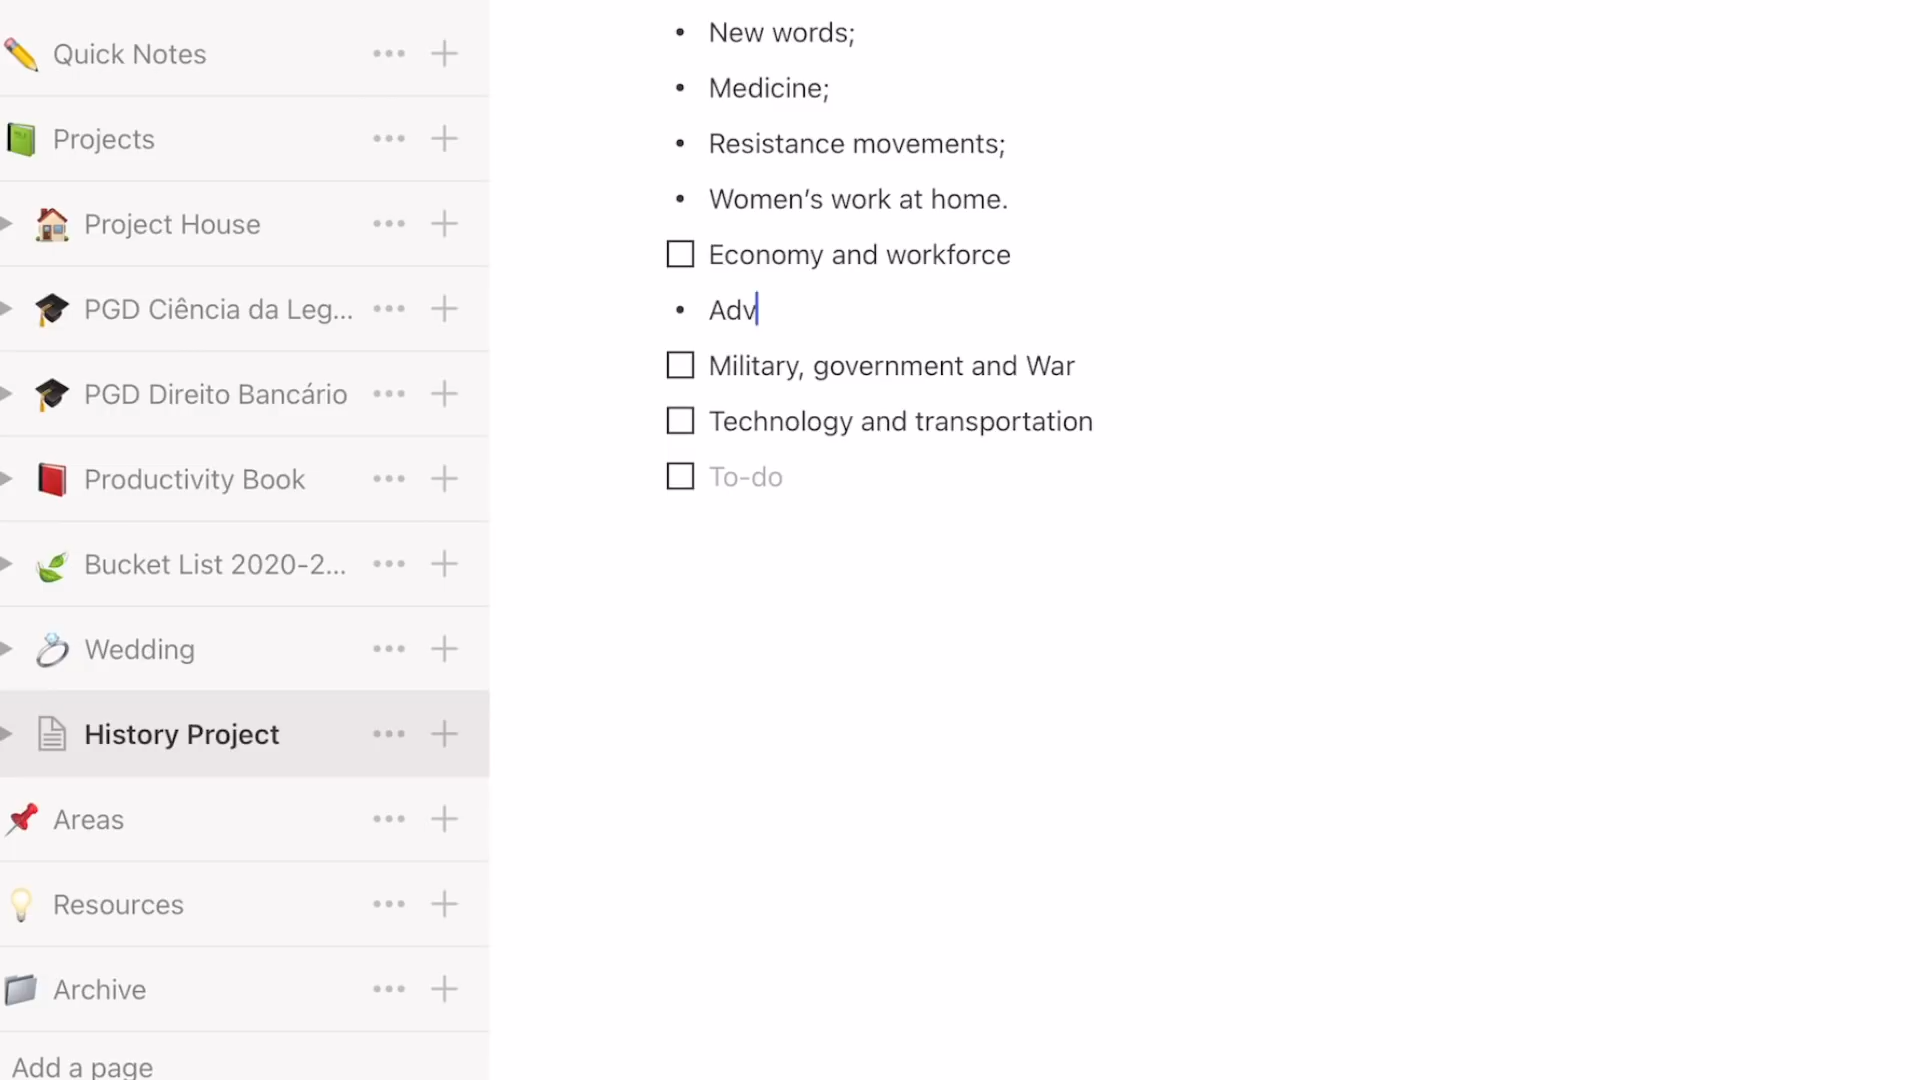 Quick Notes
Projects
Project House
PGD Ciência da Leg...
PGD Direito Bancário
Productivity Book
Bucket List 2020-2...
Wedding
History Project
Areas
Resources
Archive
Add a page
New words;
Medicine;
Resistance movements;
Women’s work at home.
Economy and workforce
Adv
Military, government and War
Technology and transportation
To-do